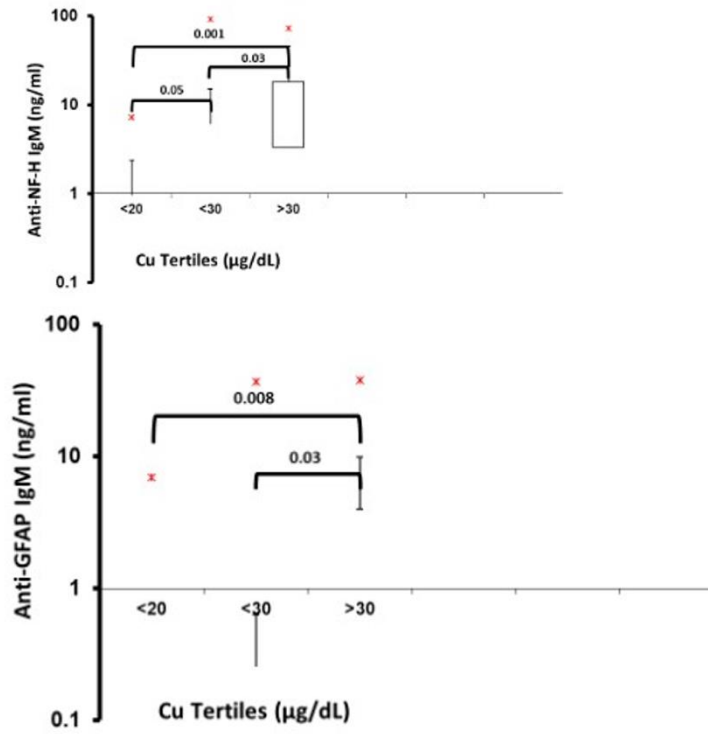 100
0.001
0.03
0.05
10
1
0.1
Anti-NF-H IgM (ng/ml)
<20 <30 >30
Cu Tertiles (µg/dL)
100
0.008
0.03
10
1
0.1
Anti-GFAP IgM (ng/ml)
<20 <30 >30
Cu Tertiles (µg/dL)